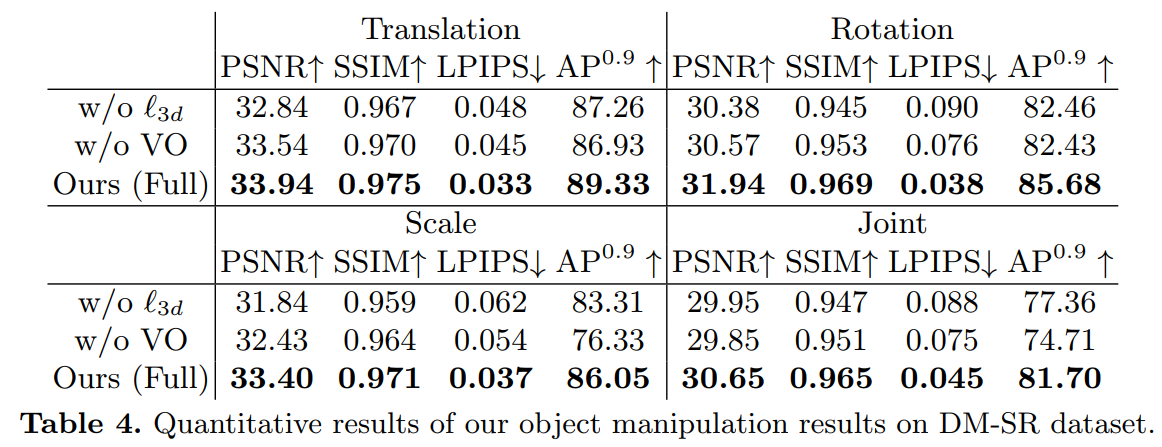 Translation Rotation
PSNR↑ SSIM↑ LPIPS↓ AP^0.9 ↑ PSNR↑ SSIM↑ LPIPS↓ AP^0.9 ↑
w/o ℓ_3d 32.84 0.967 0.048 87.26 30.38 0.945 0.090 82.46
w/o VO 33.54 0.970 0.045 86.93 30.57 0.953 0.076 82.43
Ours (Full) 33.94 0.975 0.033 89.33 31.94 0.969 0.038 85.68
Scale Joint
PSNR↑ SSIM↑ LPIPS↓ AP^0.9 ↑ PSNR↑ SSIM↑ LPIPS↓ AP^0.9 ↑
w/o ℓ_3d 31.84 0.959 0.062 83.31 29.95 0.947 0.088 77.36
w/o VO 32.43 0.964 0.054 76.33 29.85 0.951 0.075 74.71
Ours (Full) 33.40 0.971 0.037 86.05 30.65 0.965 0.045 81.70
Table 4. Quantitative results of our object manipulation results on DM-SR dataset.